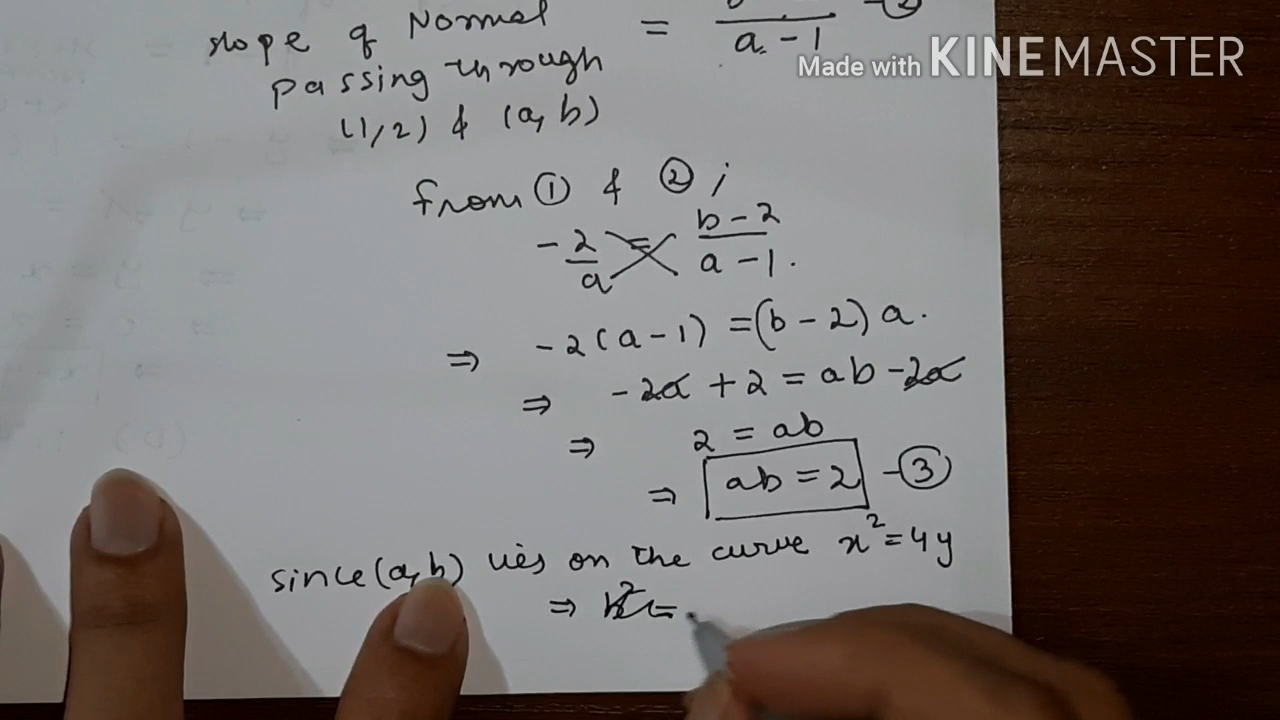 slope of Normal = a - 1
Made with KINEMASTER
passing through
(1,2) & (a, b)
from ① & ② ;
-2/a = b-2/a-1.
⇒ -2(a-1) =(b-2) a.
⇒ -2a +2 = ab -2a
⇒ 2 = ab
⇒ ab = 2 -③
since (a, b) lies on the curve x² = 4y
⇒